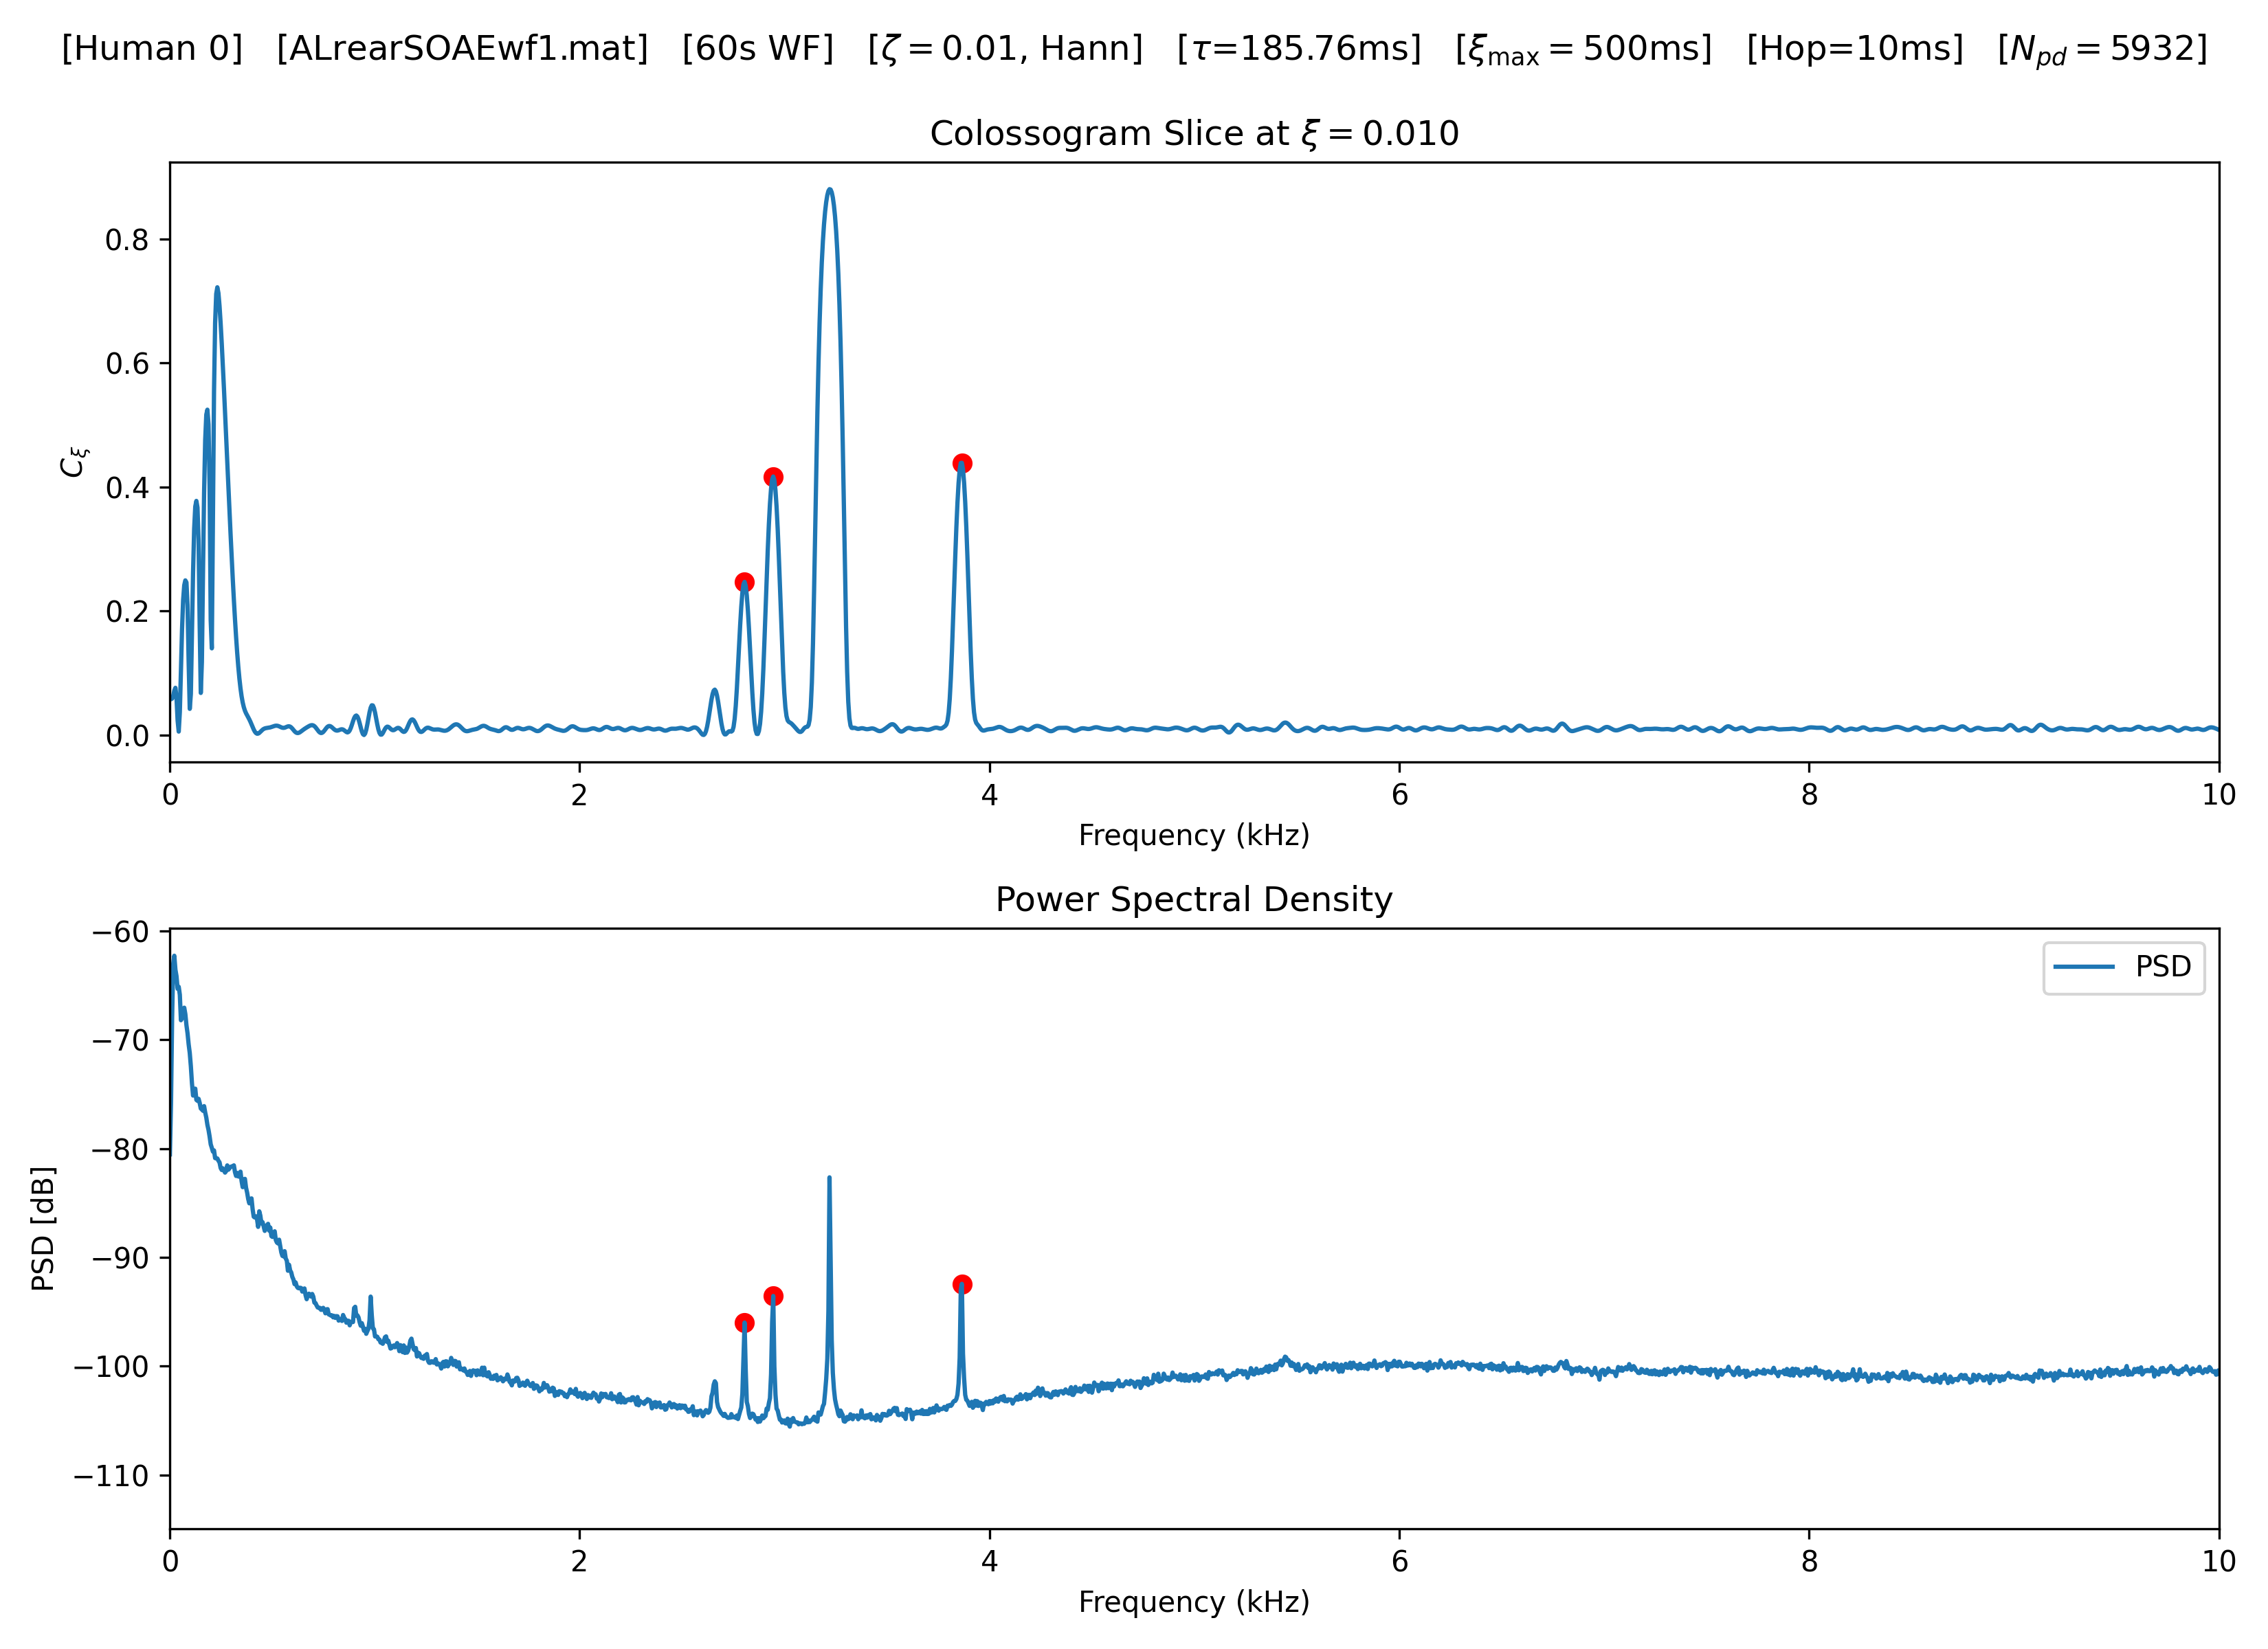 [Human 0] [ALrearSOAEwf1.mat] [60s WF] [ζ = 0.01, Hann] [τ=185.76ms] [ξmax = 500ms] [Hop=10ms] [Npd = 5932]
Colossogram Slice at ξ = 0.010
0.8
0.6
0.4
0.2
0.0
Cξ
0 2 4 6 8 10
Frequency (kHz)
Power Spectral Density
−60
−70
−80
−90
−100
−110
PSD [dB]
PSD
0 2 4 6 8 10
Frequency (kHz)